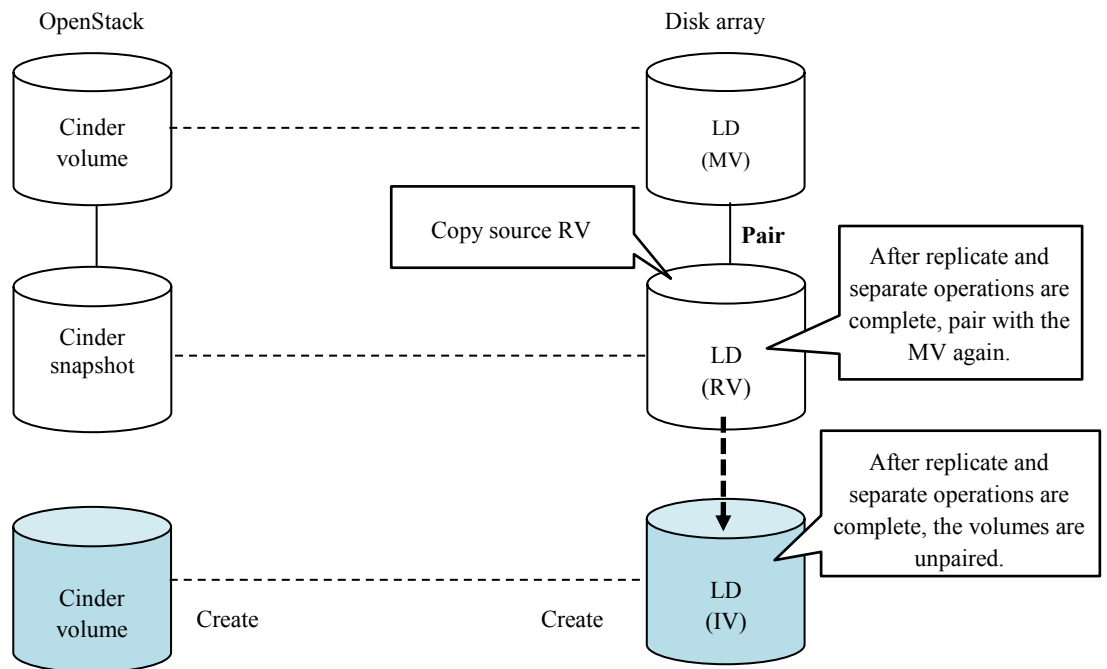 OpenStack
Disk array
Cinder
volume
LD
(MV)
Copy source RV
Pair
After replicate and
separate operations are
complete, pair with the
MV again.
Cinder
snapshot
LD
(RV)
After replicate and
separate operations are
complete, the volumes are
unpaired.
Cinder
volume
Create
Create
LD
(IV)